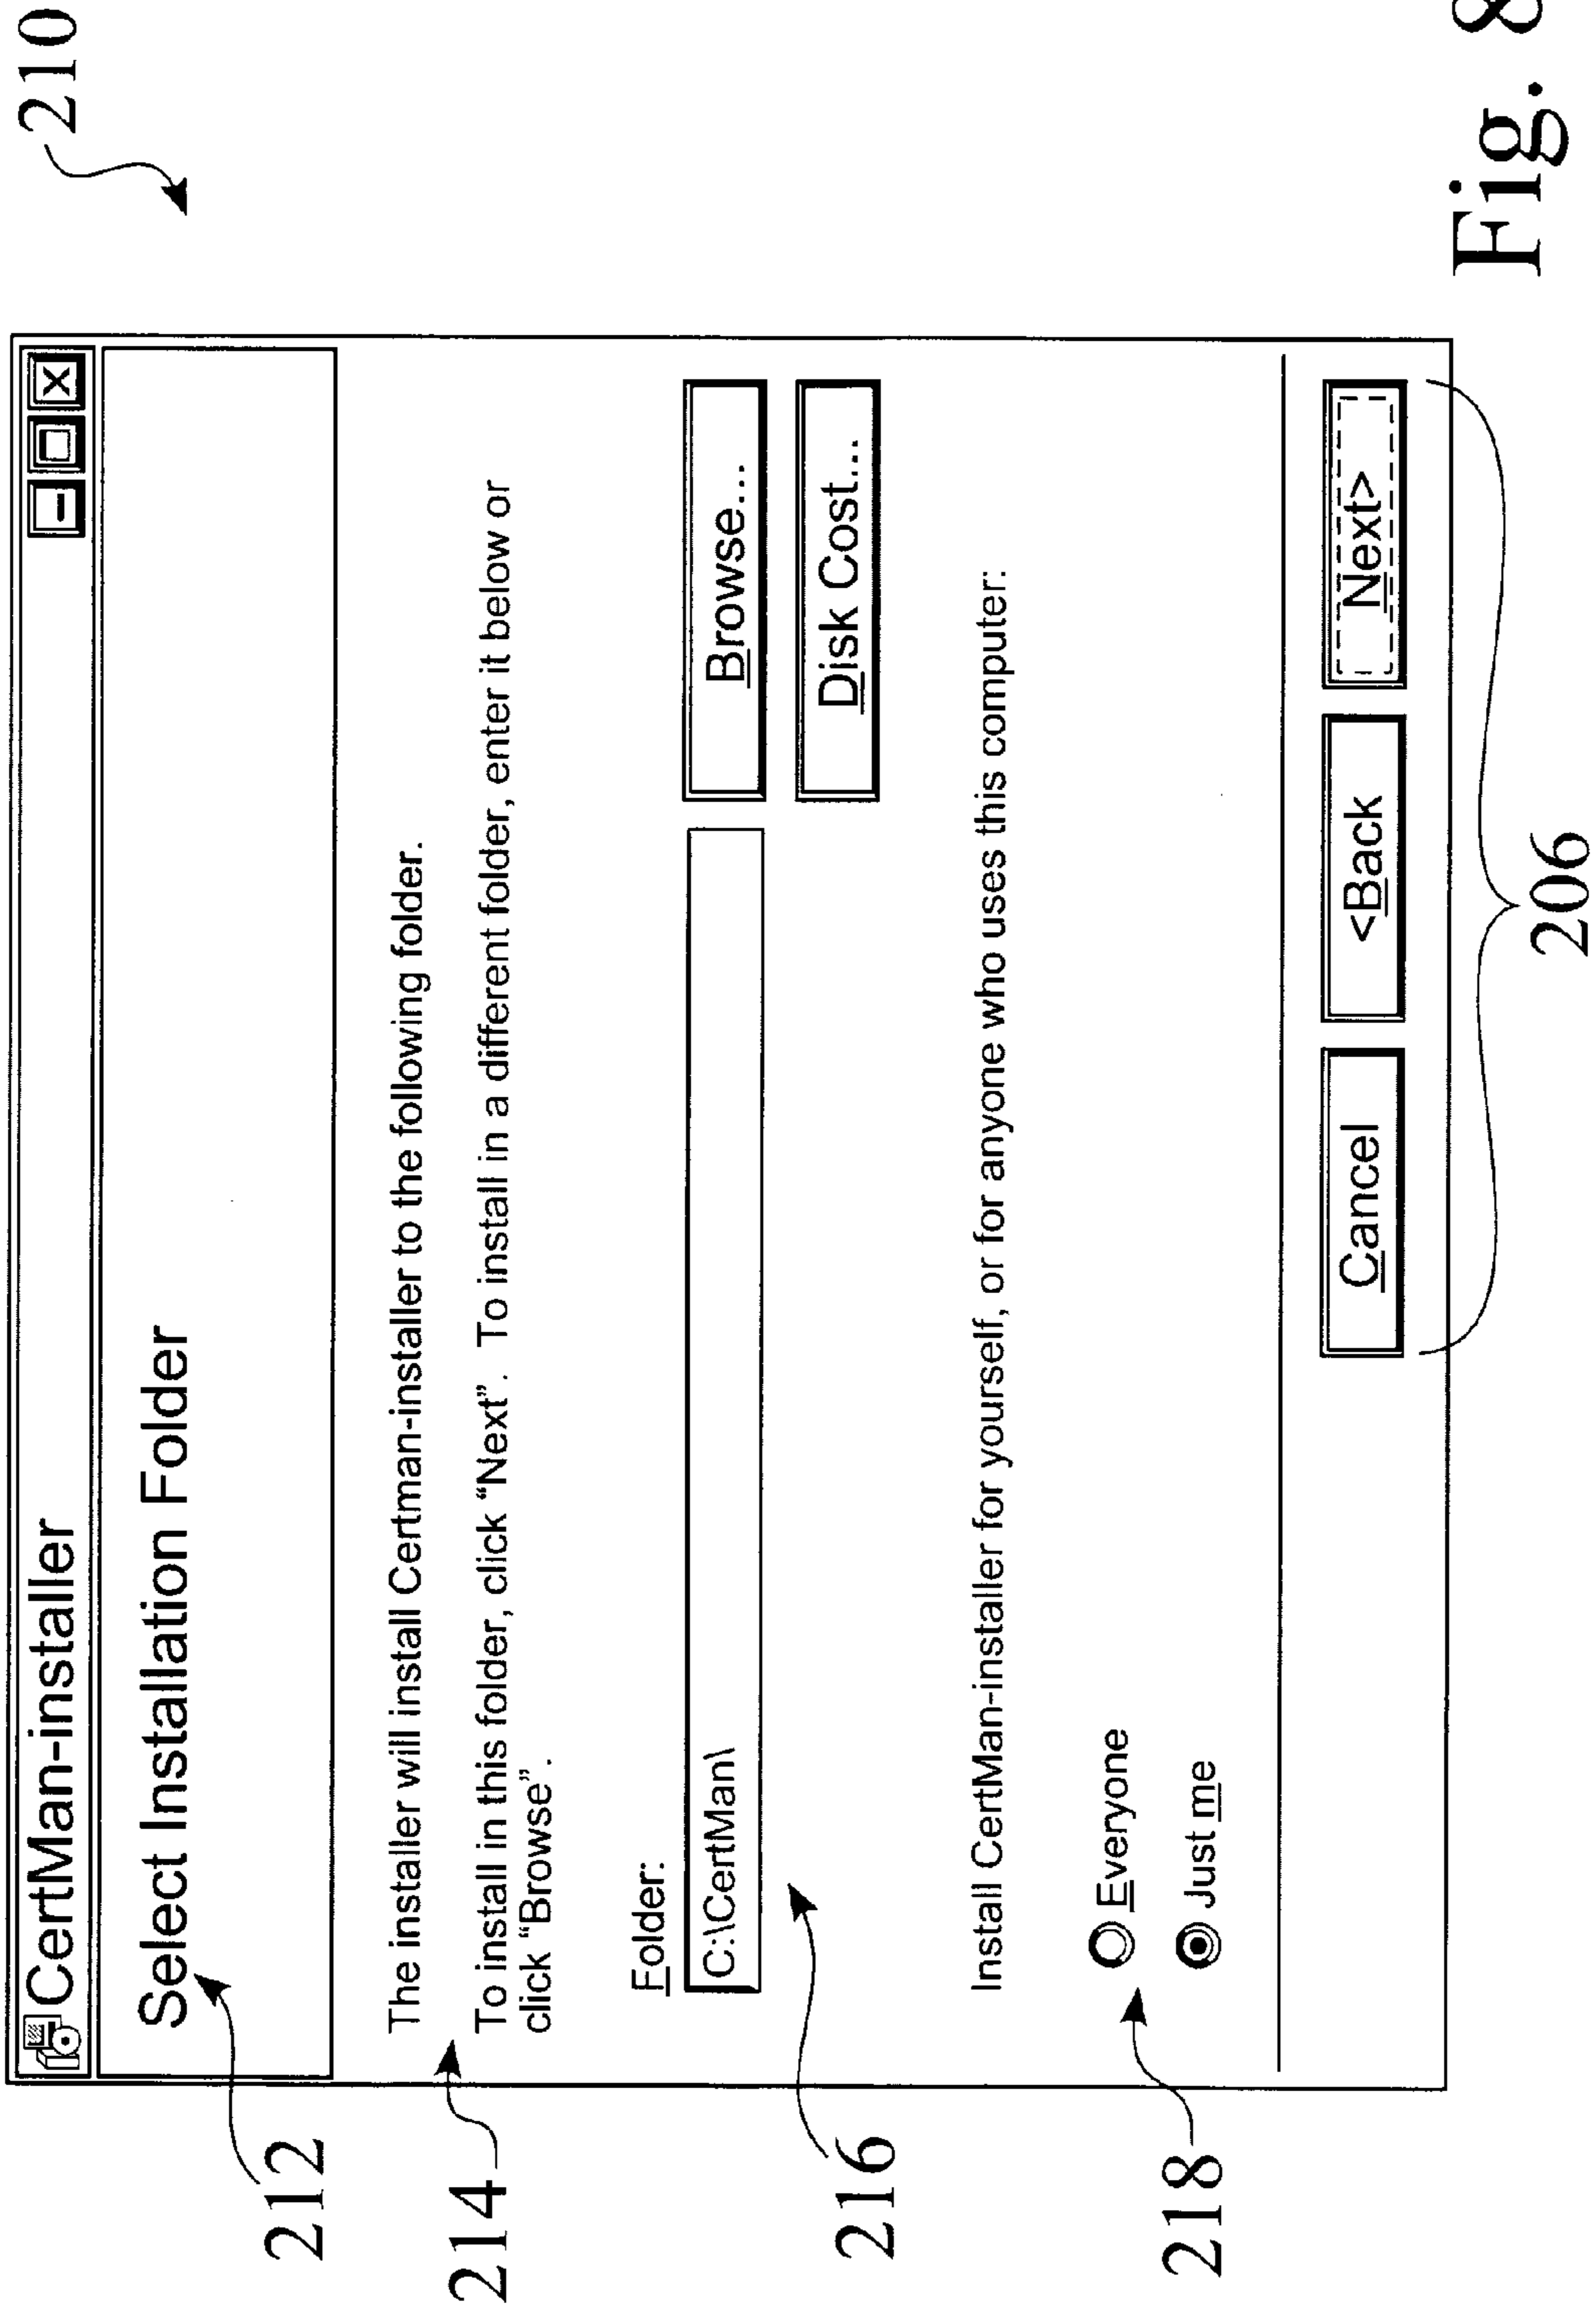 210
CertMan-installer
Select Installation Folder
212
The installer will install Certman-installer to the following folder.
214
To install in this folder, click “Next”. To install in a different folder, enter it below or
click “Browse”.
Folder:
C:\CertMan\
Browse...
216
Disk Cost...
Install CertMan-installer for yourself, or for anyone who uses this computer:
Everyone
218
Just me
Cancel
<Back
Next>
206
Fig. 8